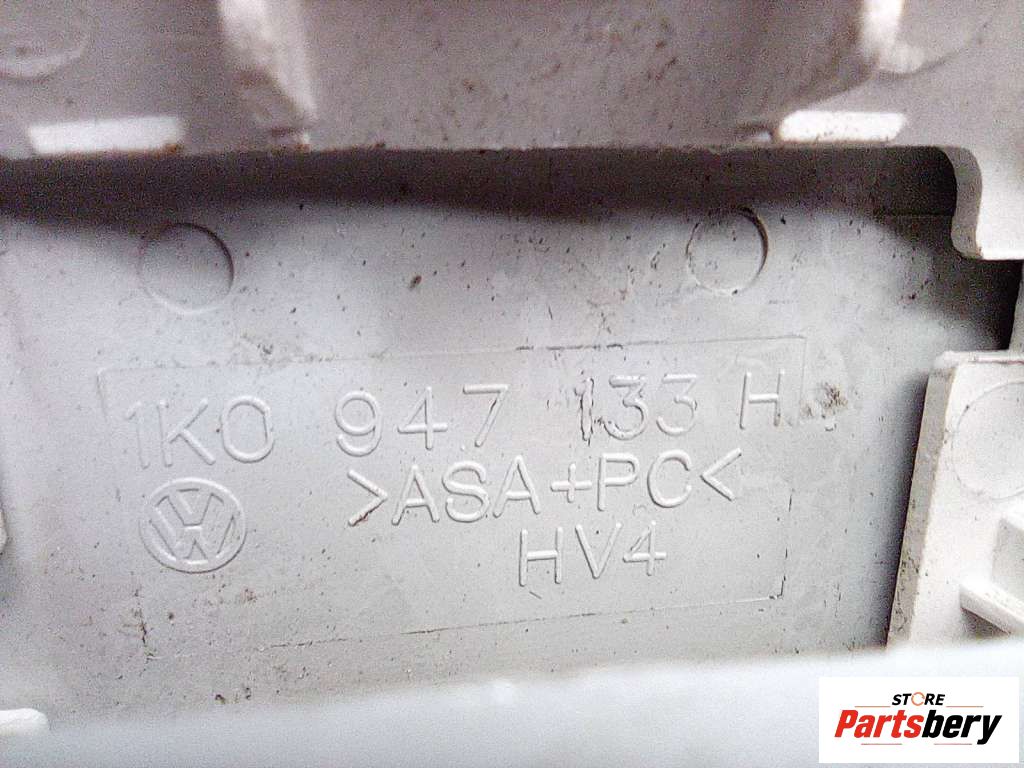 1K0 947 133 H
>ASA+PC<
HV4
STORE
Partsbery